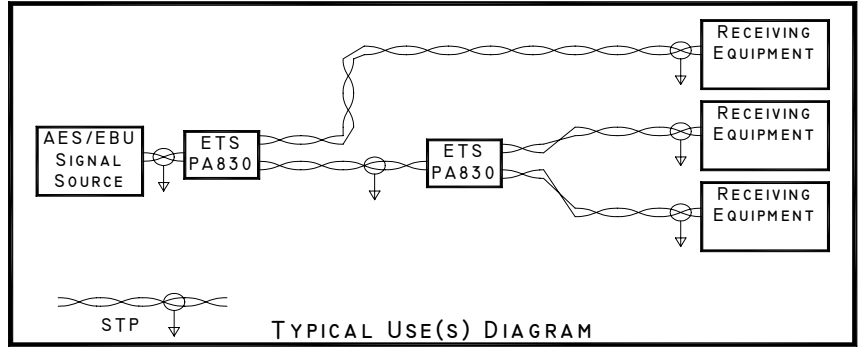 RECEIVING
EQUIPMENT
AES/EBU
SIGNAL
SOURCE
ETS
PA830
ETS
PA830
RECEIVING
EQUIPMENT
RECEIVING
EQUIPMENT
STP
TYPICAL USE(S) DIAGRAM